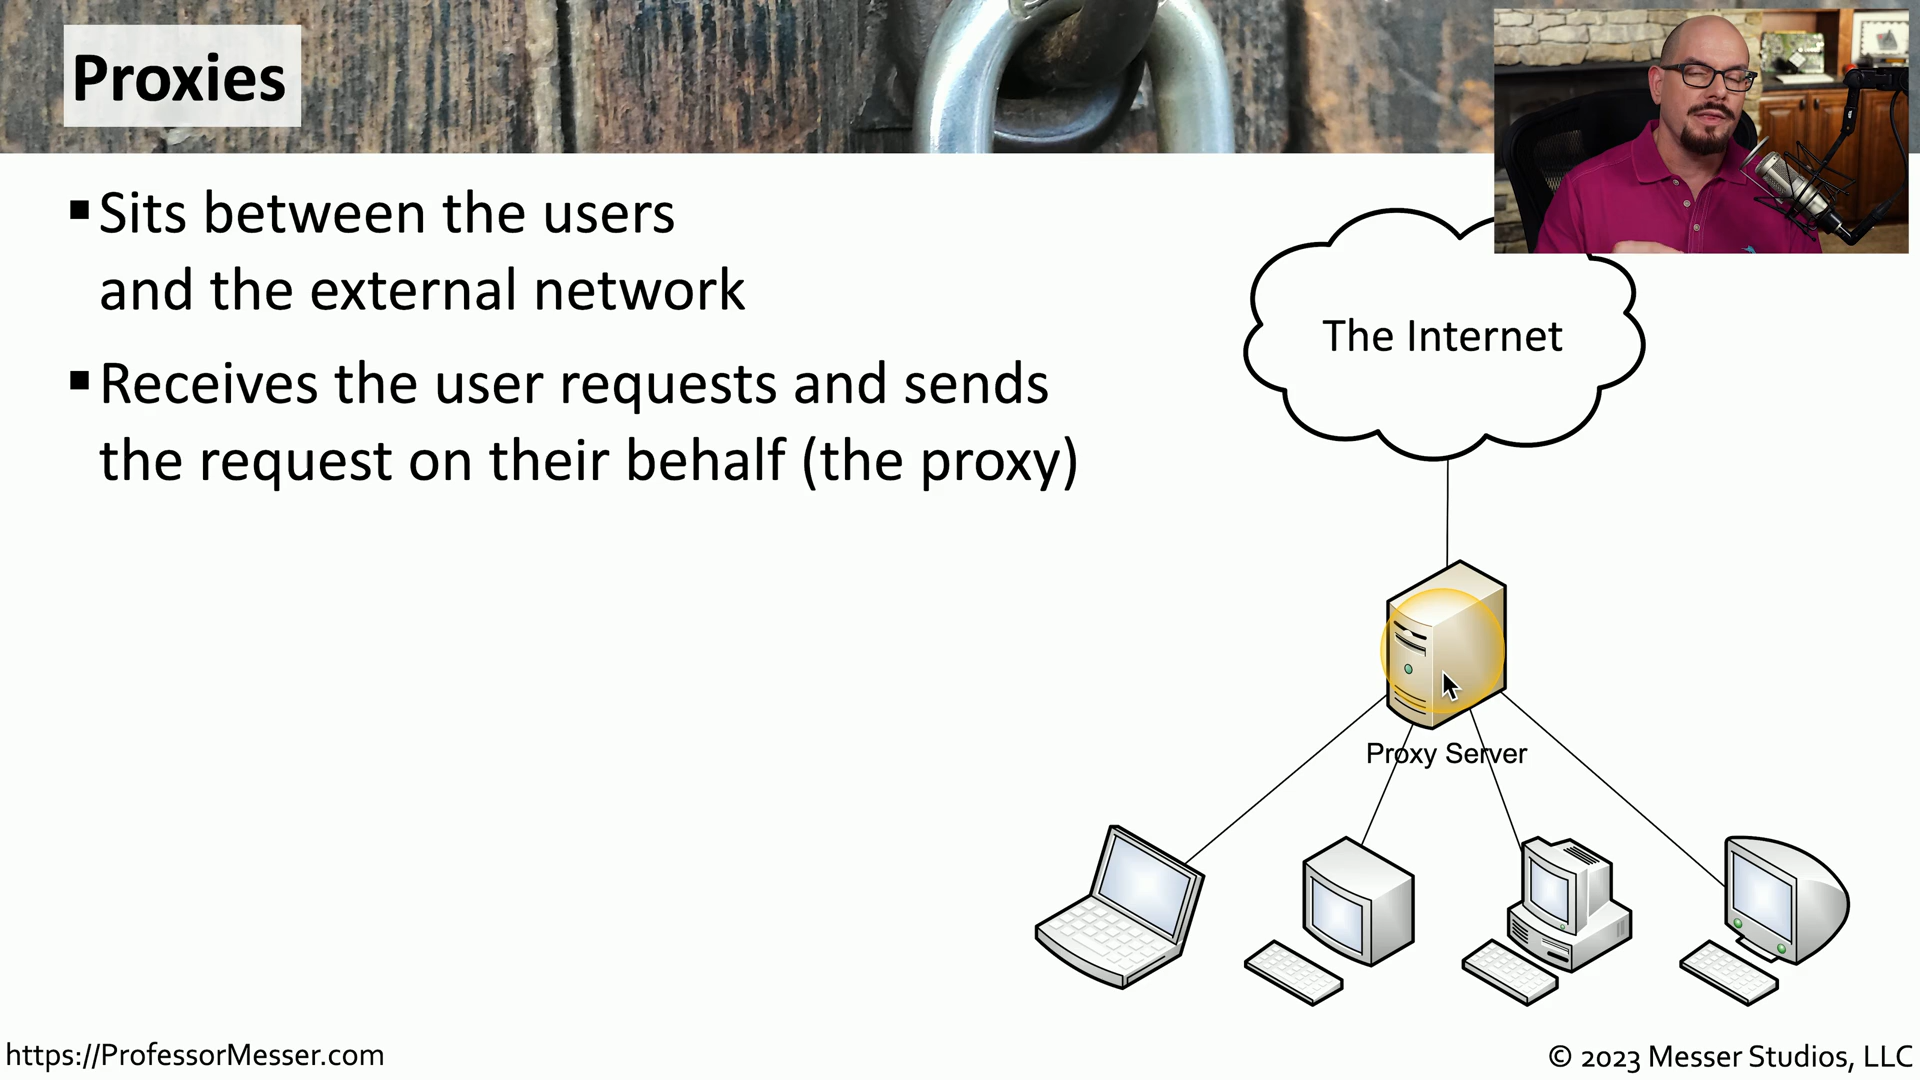 Proxies
▪Sits between the users
and the external network
▪Receives the user requests and sends
the request on their behalf (the proxy)
The Internet
Proxy Server
https://ProfessorMesser.com
© 2023 Messer Studios, LLC